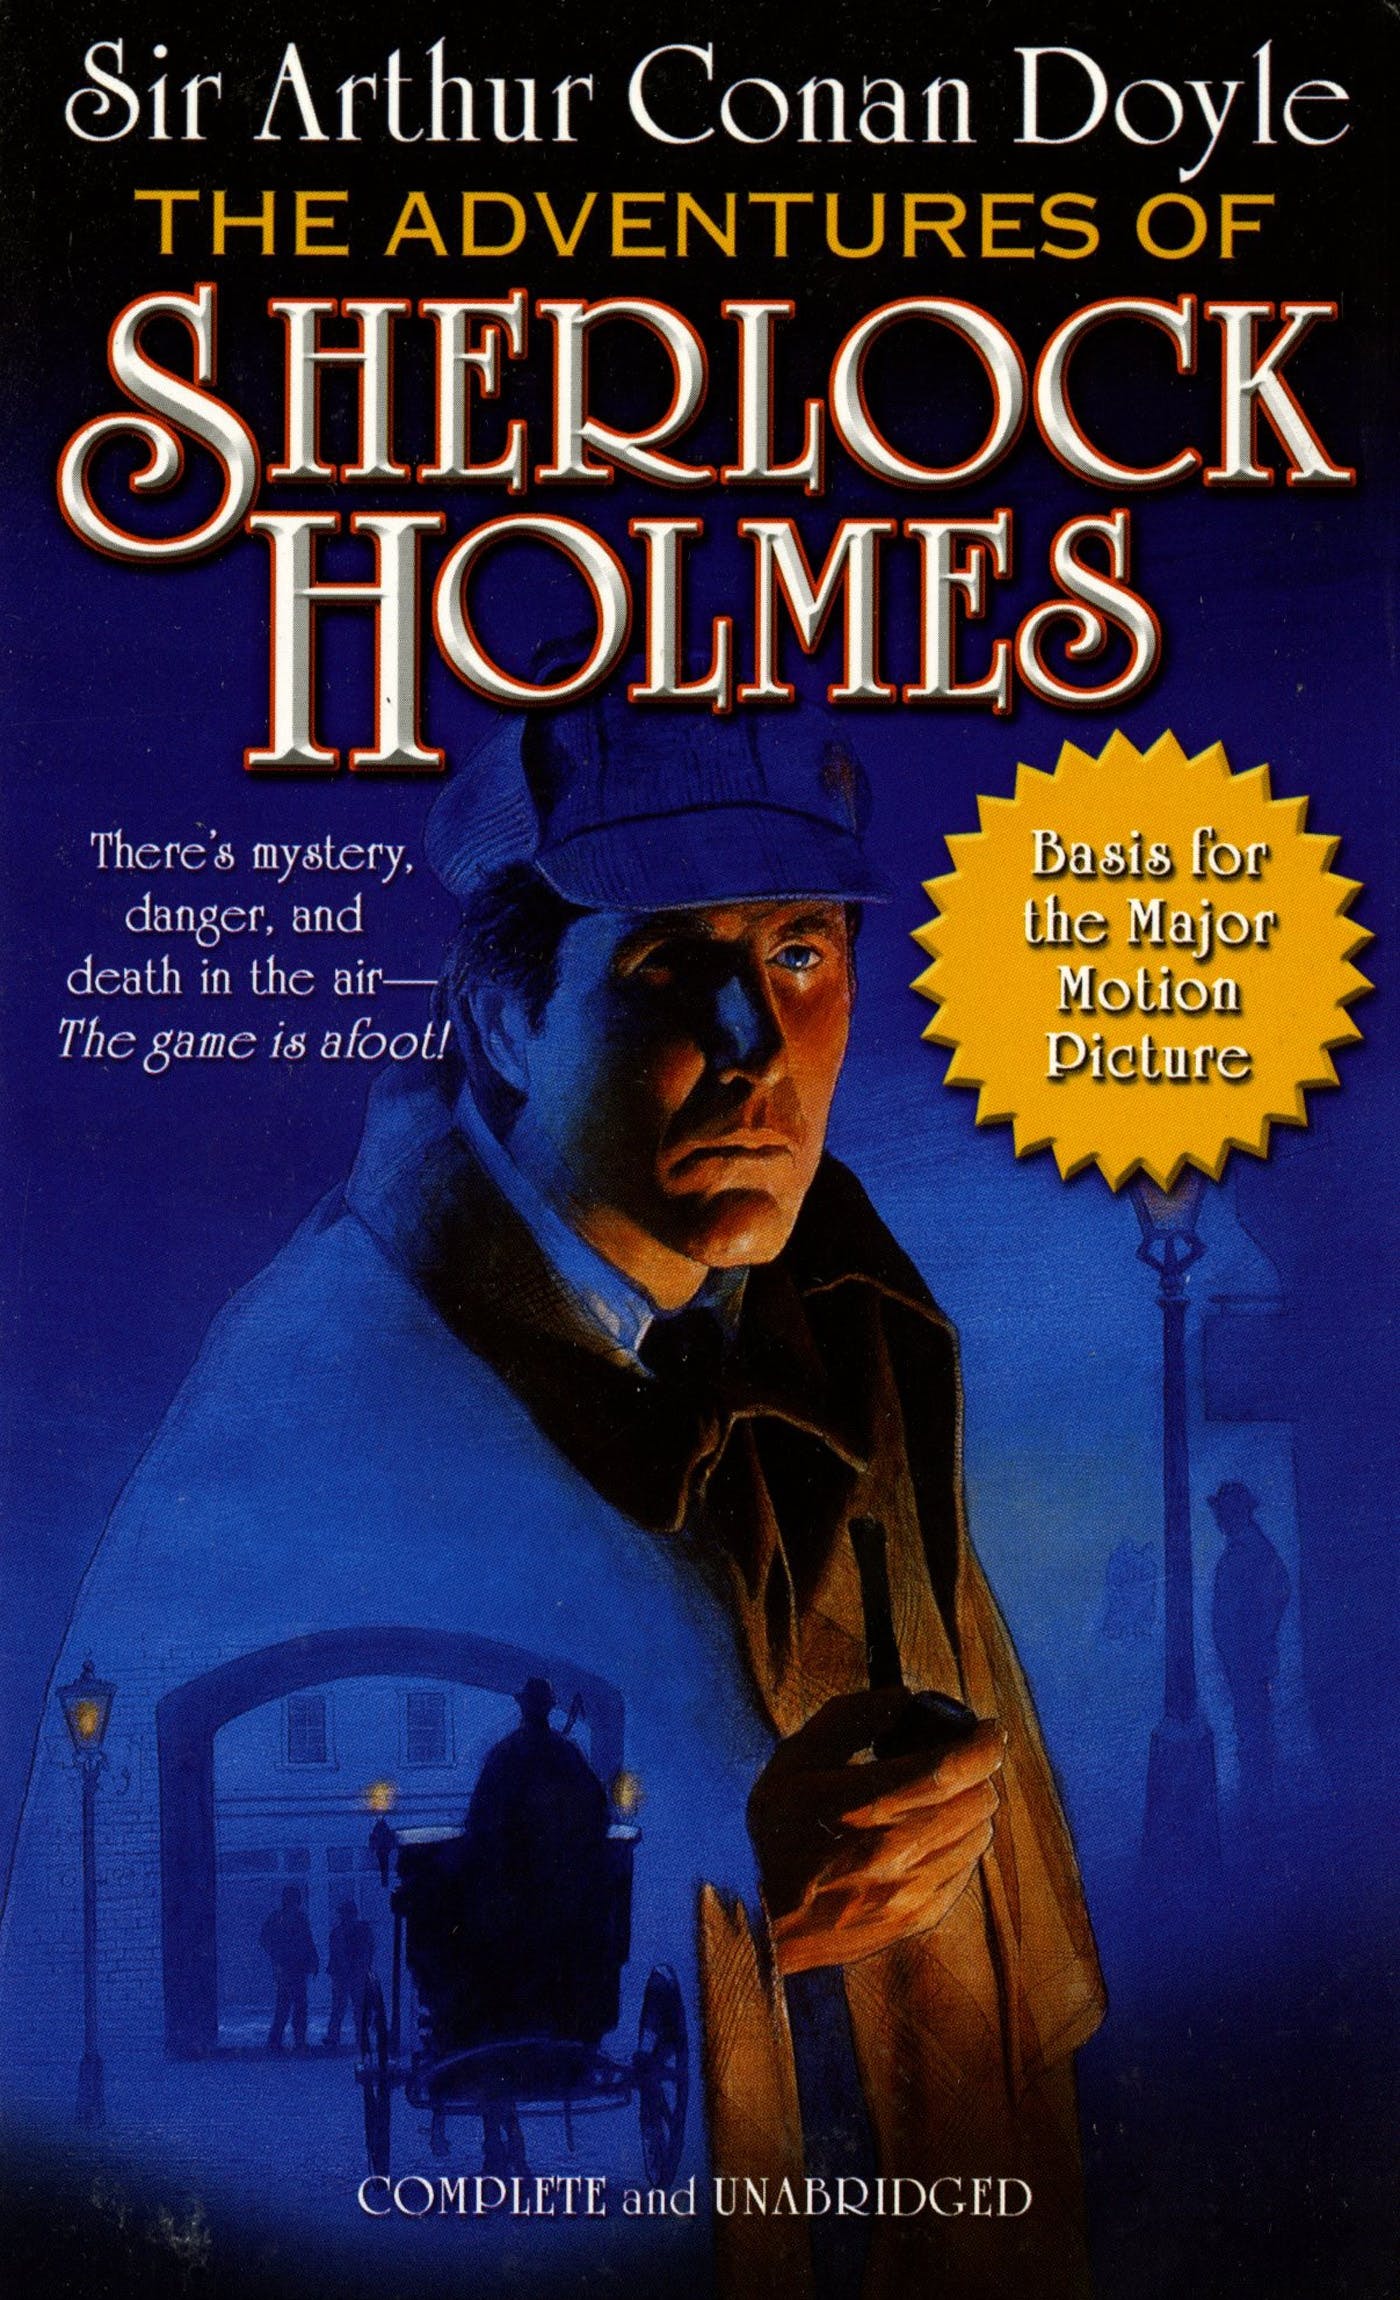 Sir Arthur Conan Doyle
THE ADVENTURES OF
SHERLOCK
HOLMES
There's mystery,
danger, and
death in the air—
The game is afoot!
Basis for
the Major
Motion
Picture
COMPLETE and UNABRIDGED